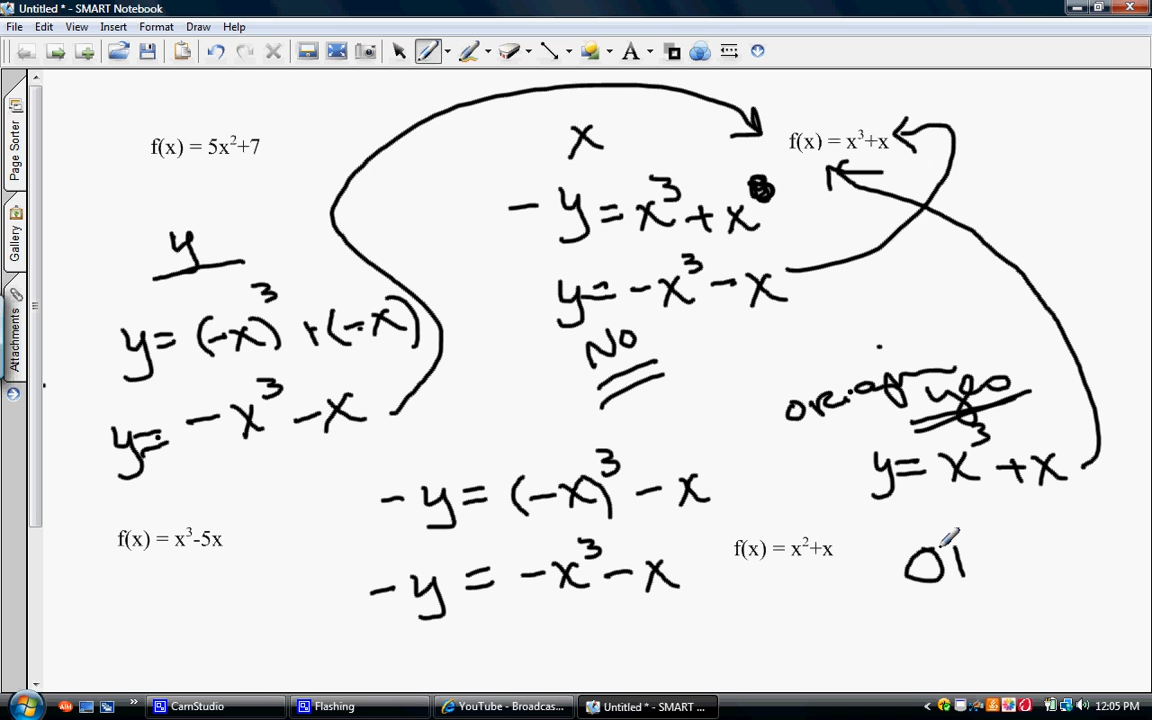 Untitled * - SMART Notebook
File Edit View Insert Format Draw Help
Page Sorter
Gallery
Attachments
f(x) = 5x²+7
x
f(x) = x³+x
-y = x³ + x
y = -x³ - x
NO
y
y = (-x)³ + (-x)
y = -x³ - x
yes
y = x³ + x
-y = (-x)³ - x
-y = -x³ - x
f(x) = x³-5x
f(x) = x²+x
CamStudio
Flashing
YouTube - Broadcas...
Untitled * - SMART ...
12:05 PM